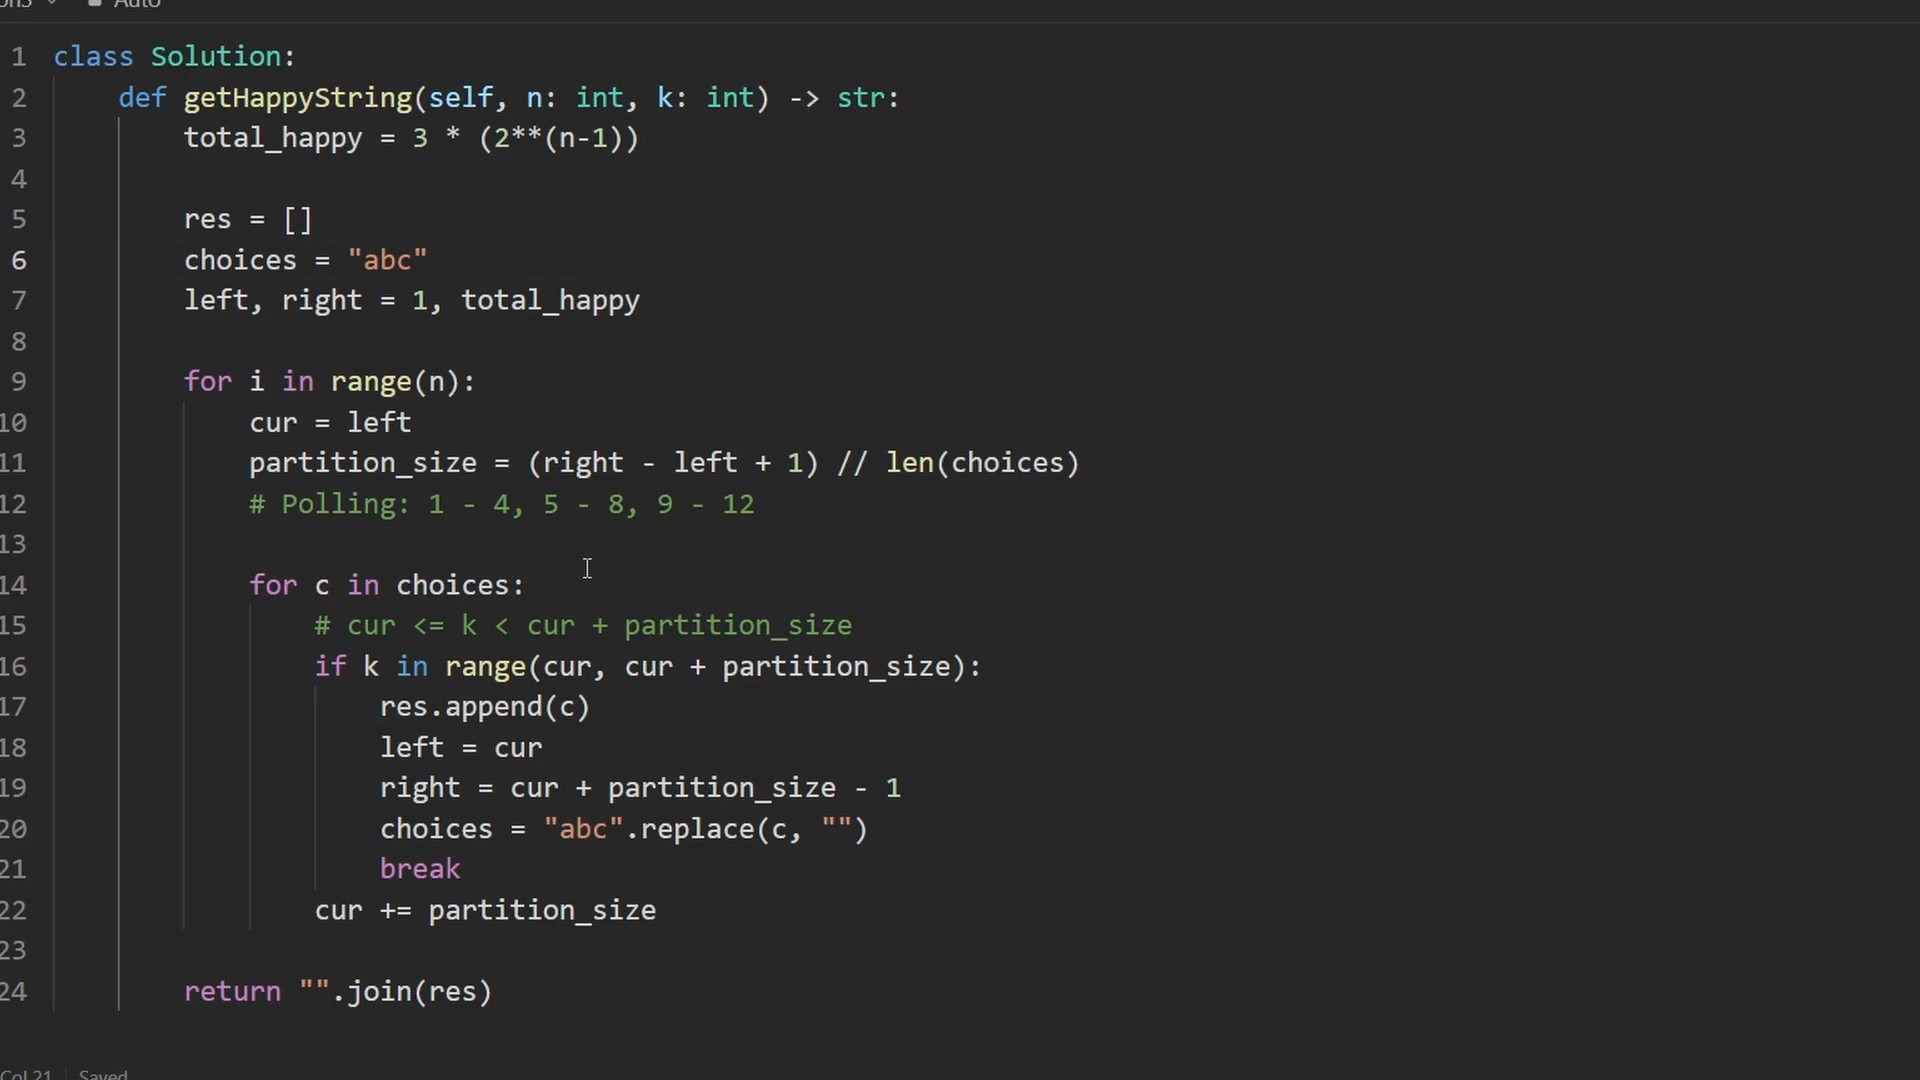 Auto
1 class Solution:
2 def getHappyString(self, n: int, k: int) -> str:
3 total_happy = 3 * (2**(n-1))
4
5 res = []
6 choices = "abc"
7 left, right = 1, total_happy
8
9 for i in range(n):
10 cur = left
11 partition_size = (right - left + 1) // len(choices)
12 # Polling: 1 - 4, 5 - 8, 9 - 12
13
14 for c in choices:
15 # cur <= k < cur + partition_size
16 if k in range(cur, cur + partition_size):
17 res.append(c)
18 left = cur
19 right = cur + partition_size - 1
20 choices = "abc".replace(c, "")
21 break
22 cur += partition_size
23
24 return "".join(res)
Col 21 Saved